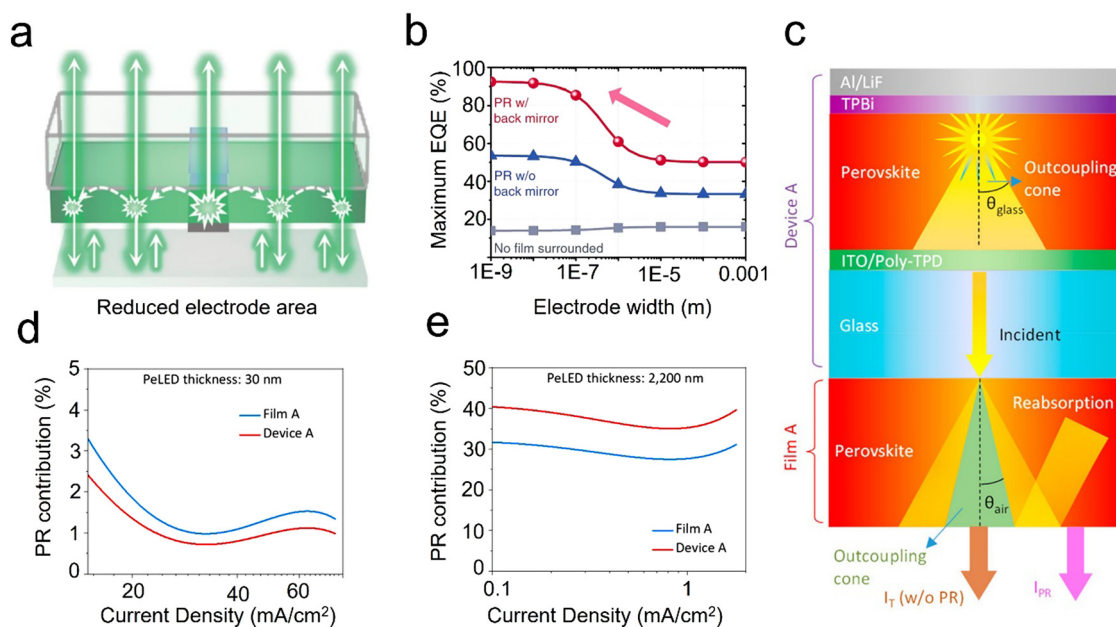 a
Reduced electrode area
b
Maximum EQE (%)
100
80
60
40
20
PR w/
back mirror
PR w/o
back mirror
No film surrounded
1E-9
1E-7
1E-5
0.001
Electrode width (m)
c
Device A
Al/LiF
TPBi
Perovskite
Outcoupling
cone
θglass
ITO/Poly-TPD
Glass
Incident
Film A
Reabsorption
Perovskite
θair
Outcoupling
cone
IT (w/o PR)
IPR
d
PR contribution (%)
5
4
3
2
1
0
PeLED thickness: 30 nm
Film A
Device A
20
40
60
Current Density (mA/cm²)
e
PR contribution (%)
50
40
30
20
10
0
PeLED thickness: 2,200 nm
Film A
Device A
0.1
1
Current Density (mA/cm²)